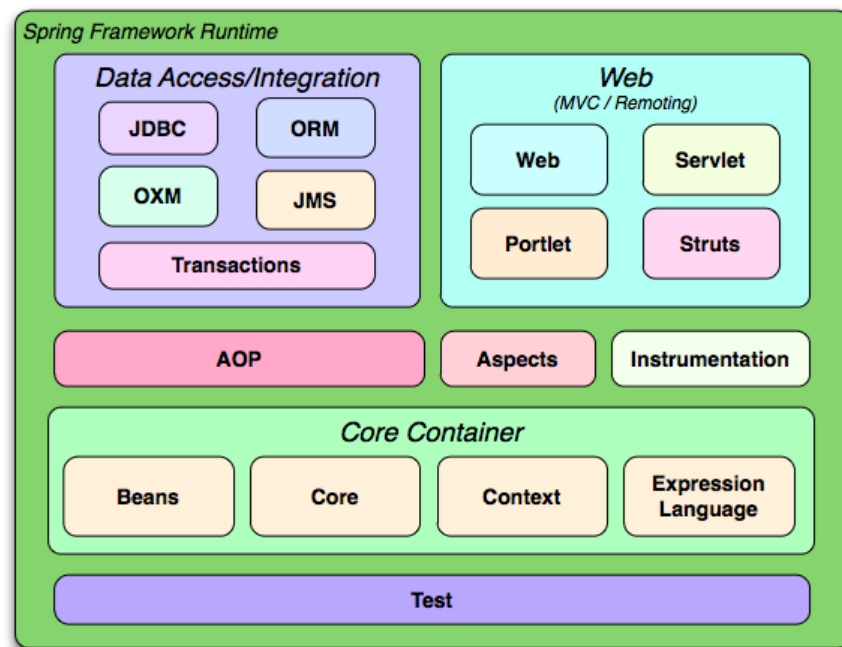 Spring Framework Runtime
Data Access/Integration
JDBC
ORM
OXM
JMS
Transactions
Web
(MVC / Remoting)
Web
Servlet
Portlet
Struts
AOP
Aspects
Instrumentation
Core Container
Beans
Core
Context
Expression
Language
Test